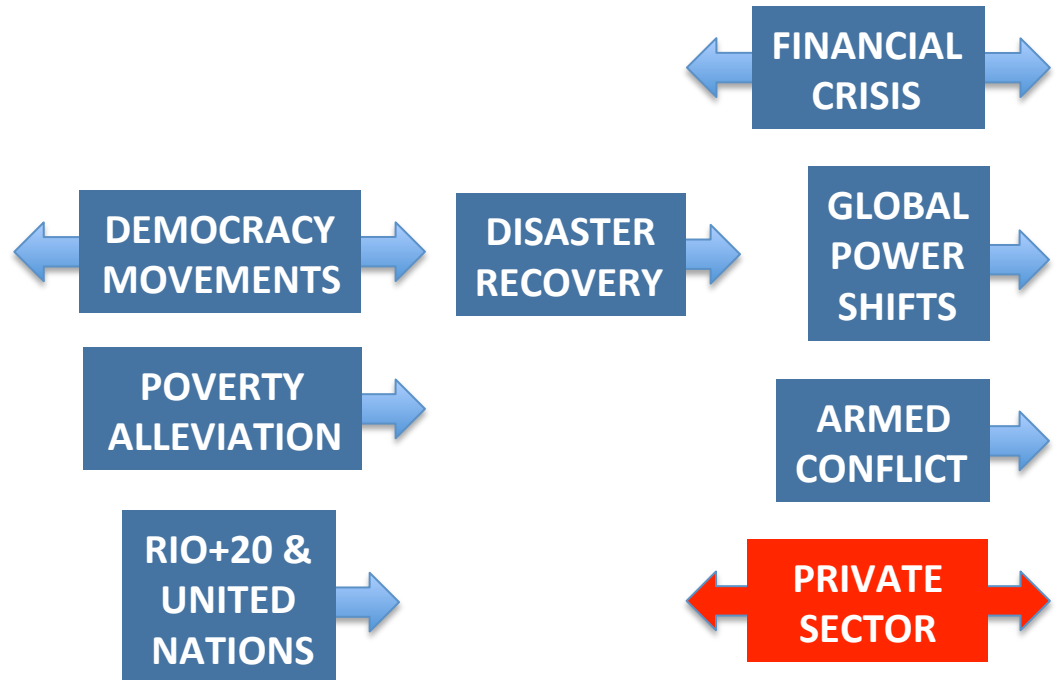 FINANCIAL
CRISIS
DEMOCRACY
MOVEMENTS
DISASTER
RECOVERY
GLOBAL
POWER
SHIFTS
POVERTY
ALLEVIATION
ARMED
CONFLICT
RIO+20 &
UNITED
NATIONS
PRIVATE
SECTOR